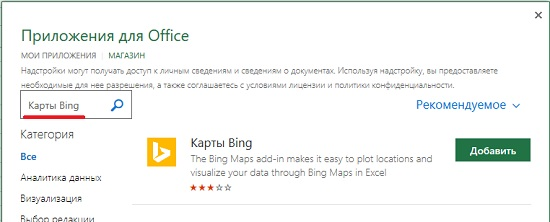 Приложения для Office
МОИ ПРИЛОЖЕНИЯ | МАГАЗИН
Надстройки могут получать доступ к личным сведениям и сведениям о документах. Используя надстройку, вы предоставляете
необходимые для нее разрешения, а также соглашаетесь с условиями лицензии и политики конфиденциальности.
Карты Bing
Рекомендуемое
Категория
Все
Аналитика данных
Визуализация
Выбор редакции
Карты Bing
The Bing Maps add-in makes it easy to plot locations and
visualize your data through Bing Maps in Excel
Добавить